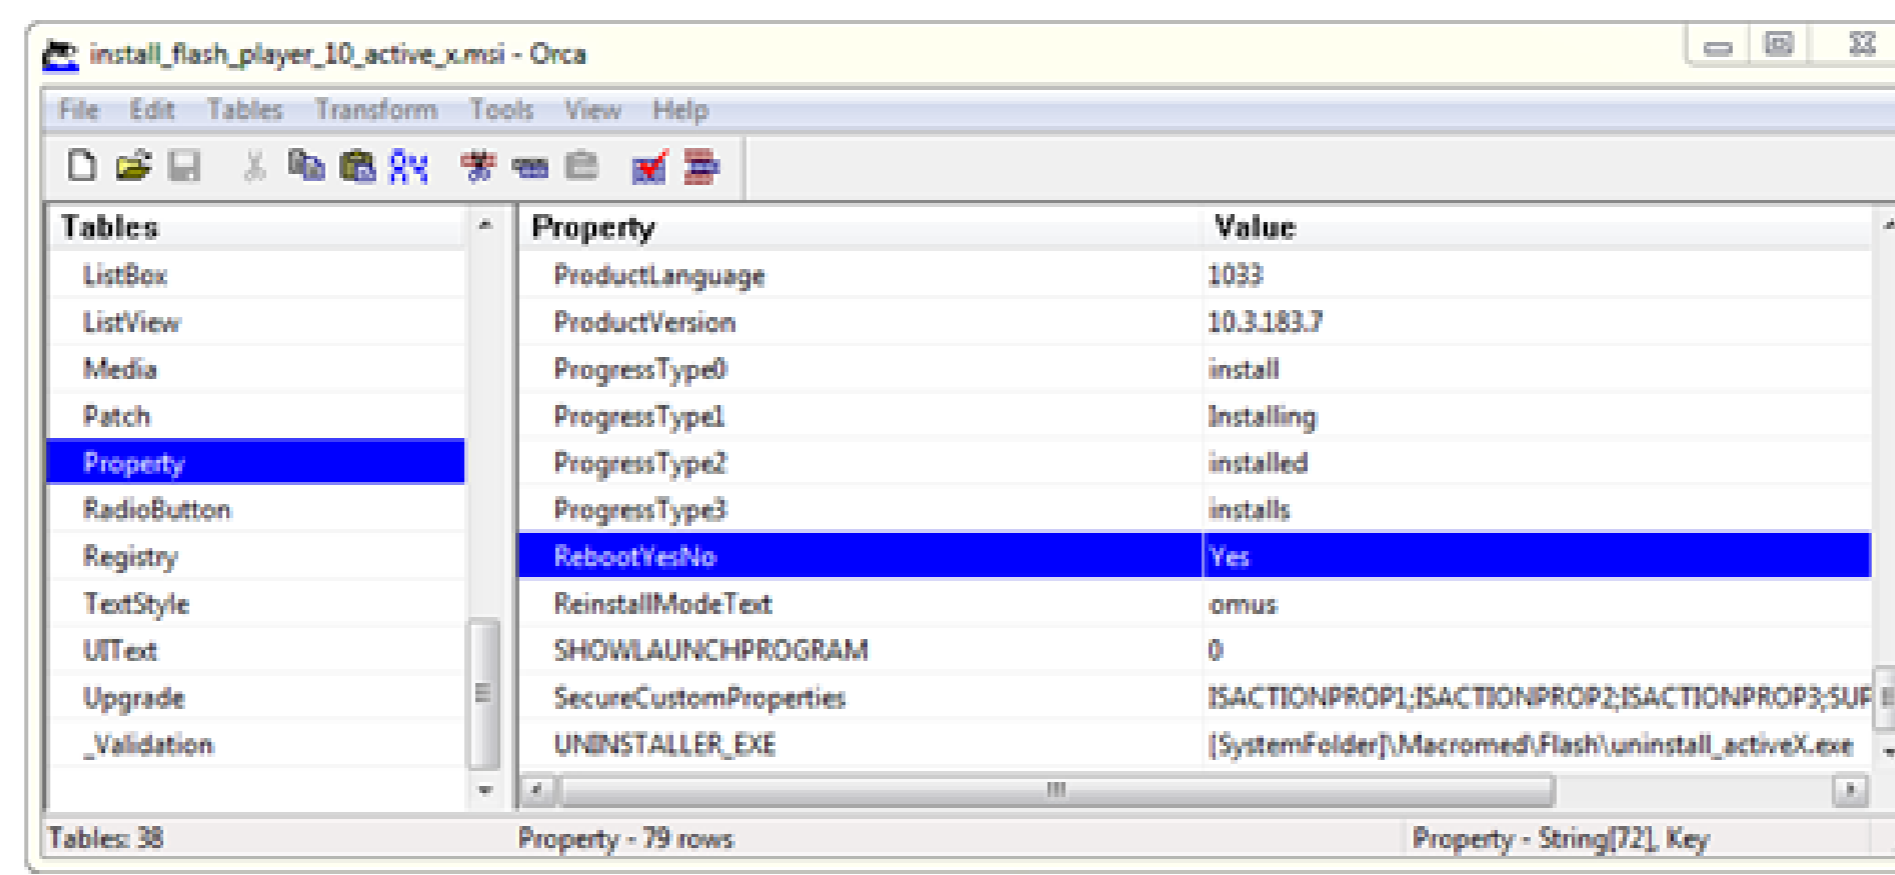 install_flash_player_10_active_x.msi - Orca
File Edit Tables Transform Tools View Help
Tables Property Value
ListBox ProductLanguage 1033
ListView ProductVersion 10.3.183.7
Media ProgressType0 install
Patch ProgressType1 Installing
Property ProgressType2 installed
RadioButton ProgressType3 installs
Registry RebootYesNo Yes
TextStyle ReinstallModeText omus
UIText SHOWLAUNCHPROGRAM 0
Upgrade SecureCustomProperties ISACTIONPROP1;ISACTIONPROP2;ISACTIONPROP3;SUP
_Validation UNINSTALLER_EXE [SystemFolder]\Macromed\Flash\uninstall_activeX.exe
Tables: 38 Property - 79 rows Property - String[72], Key